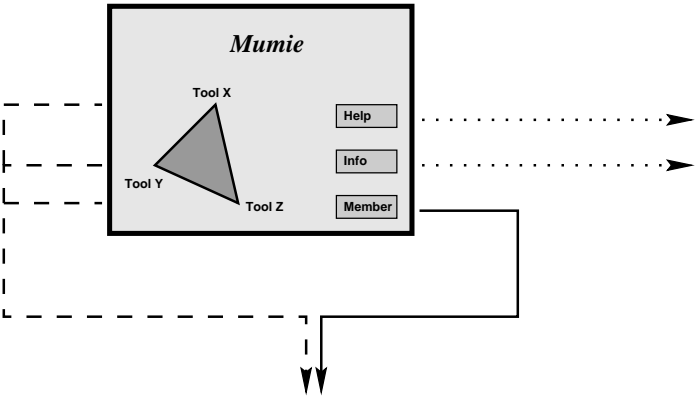 Mumie
Tool X
Help
Info
Tool Y
Member
Tool Z